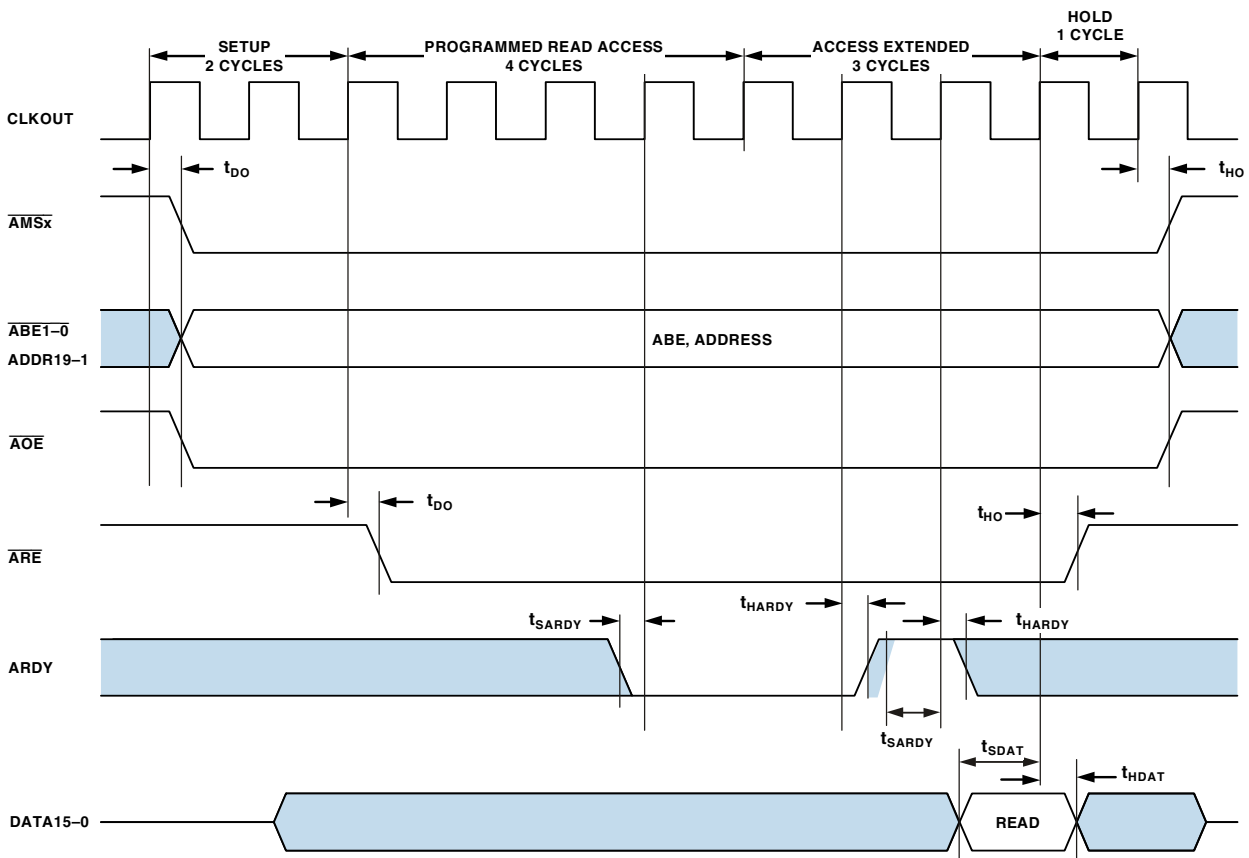 SETUP
2 CYCLES
PROGRAMMED READ ACCESS
4 CYCLES
ACCESS EXTENDED
3 CYCLES
HOLD
1 CYCLE
CLKOUT
tDO
tHO
AMSx
ABE1–0
ADDR19–1
ABE, ADDRESS
AOE
tDO
tHO
ARE
tSARDY
tHARDY
tHARDY
ARDY
tSARDY
tSDAT
tHDAT
DATA15–0
READ